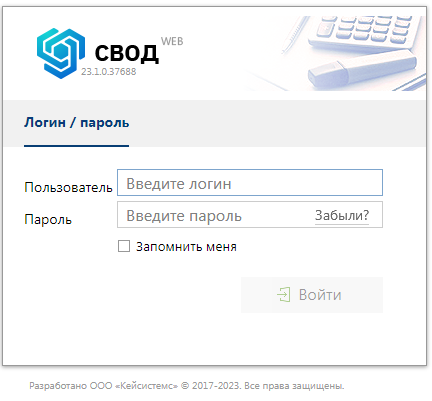 СВОД WEB
23.1.0.37688
Логин / пароль
Пользователь Введите логин
Пароль Введите пароль Забыли?
Запомнить меня
Войти
Разработано ООО «Кейсистемс» © 2017-2023. Все права защищены.